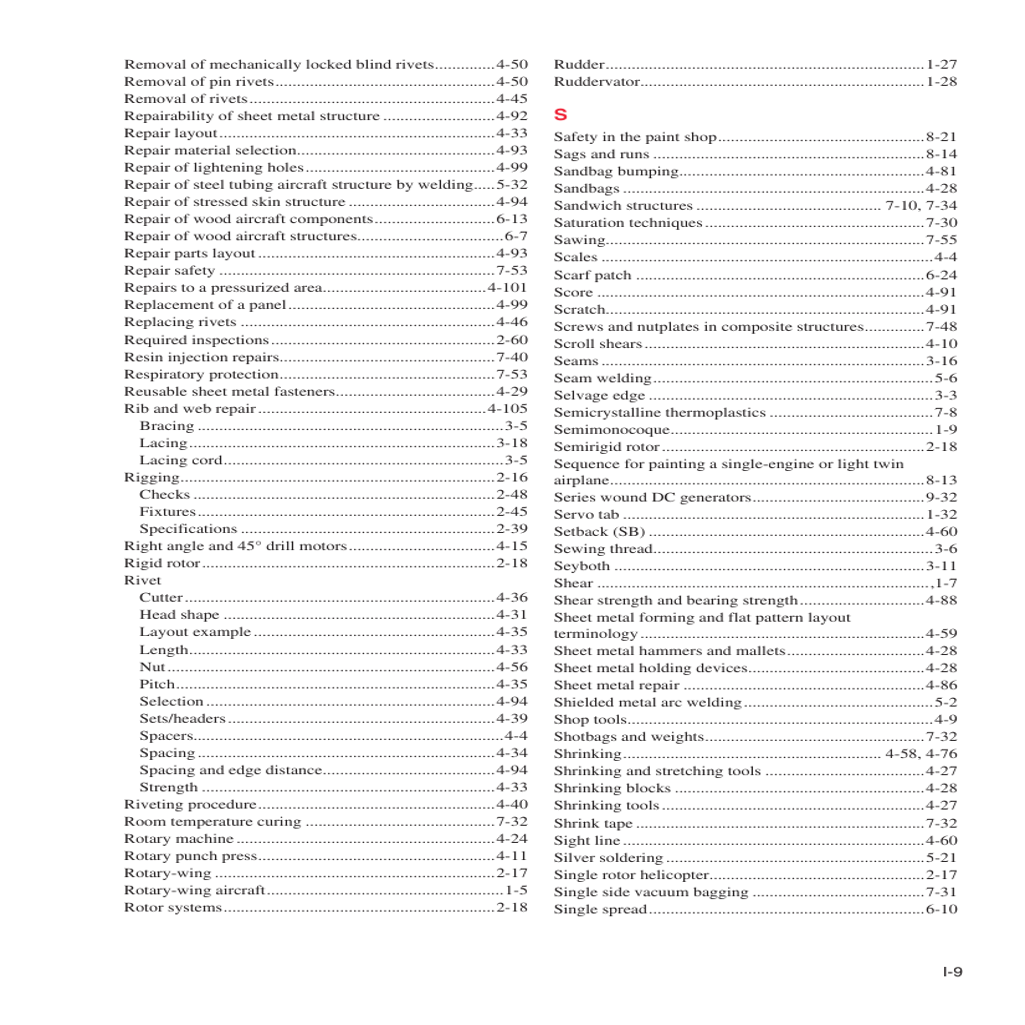 Removal of mechanically locked blind rivets..............4-50
Removal of pin rivets...................................................4-50
Removal of rivets.........................................................4-45
Repairability of sheet metal structure ..........................4-92
Repair layout................................................................4-33
Repair material selection..............................................4-93
Repair of lightening holes............................................4-99
Repair of steel tubing aircraft structure by welding.....5-32
Repair of stressed skin structure ..................................4-94
Repair of wood aircraft components............................6-13
Repair of wood aircraft structures..................................6-7
Repair parts layout.......................................................4-93
Repair safety ................................................................7-53
Repairs to a pressurized area......................................4-101
Replacement of a panel................................................4-99
Replacing rivets ...........................................................4-46
Required inspections....................................................2-60
Resin injection repairs..................................................7-40
Respiratory protection..................................................7-53
Reusable sheet metal fasteners.....................................4-29
Rib and web repair.....................................................4-105
Bracing .......................................................................3-5
Lacing.......................................................................3-18
Lacing cord.................................................................3-5
Rigging.........................................................................2-16
Checks ......................................................................2-48
Fixtures.....................................................................2-45
Specifications ...........................................................2-39
Right angle and 45° drill motors..................................4-15
Rigid rotor....................................................................2-18
Rivet
Cutter........................................................................4-36
Head shape ...............................................................4-31
Layout example........................................................4-35
Length.......................................................................4-33
Nut............................................................................4-56
Pitch..........................................................................4-35
Selection...................................................................4-94
Sets/headers..............................................................4-39
Spacers........................................................................4-4
Spacing.....................................................................4-34
Spacing and edge distance........................................4-94
Strength ....................................................................4-33
Riveting procedure.......................................................4-40
Room temperature curing ............................................7-32
Rotary machine ............................................................4-24
Rotary punch press.......................................................4-11
Rotary-wing .................................................................2-17
Rotary-wing aircraft.......................................................1-5
Rotor systems...............................................................2-18
Rudder..........................................................................1-27
Ruddervator..................................................................1-28
S
Safety in the paint shop................................................8-21
Sags and runs ...............................................................8-14
Sandbag bumping.........................................................4-81
Sandbags ......................................................................4-28
Sandwich structures ........................................... 7-10, 7-34
Saturation techniques...................................................7-30
Sawing..........................................................................7-55
Scales .............................................................................4-4
Scarf patch ...................................................................6-24
Score ............................................................................4-91
Scratch..........................................................................4-91
Screws and nutplates in composite structures..............7-48
Scroll shears.................................................................4-10
Seams...........................................................................3-16
Seam welding.................................................................5-6
Selvage edge ..................................................................3-3
Semicrystalline thermoplastics ......................................7-8
Semimonocoque.............................................................1-9
Semirigid rotor.............................................................2-18
Sequence for painting a single-engine or light twin
airplane.........................................................................8-13
Series wound DC generators........................................9-32
Servo tab ......................................................................1-32
Setback (SB) ................................................................4-60
Sewing thread.................................................................3-6
Seyboth ........................................................................3-11
Shear .............................................................................,1-7
Shear strength and bearing strength.............................4-88
Sheet metal forming and flat pattern layout
terminology..................................................................4-59
Sheet metal hammers and mallets................................4-28
Sheet metal holding devices.........................................4-28
Sheet metal repair ........................................................4-86
Shielded metal arc welding............................................5-2
Shop tools.......................................................................4-9
Shotbags and weights...................................................7-32
Shrinking............................................................ 4-58, 4-76
Shrinking and stretching tools .....................................4-27
Shrinking blocks ..........................................................4-28
Shrinking tools.............................................................4-27
Shrink tape ...................................................................7-32
Sight line......................................................................4-60
Silver soldering............................................................5-21
Single rotor helicopter..................................................2-17
Single side vacuum bagging ........................................7-31
Single spread................................................................6-10
I-9